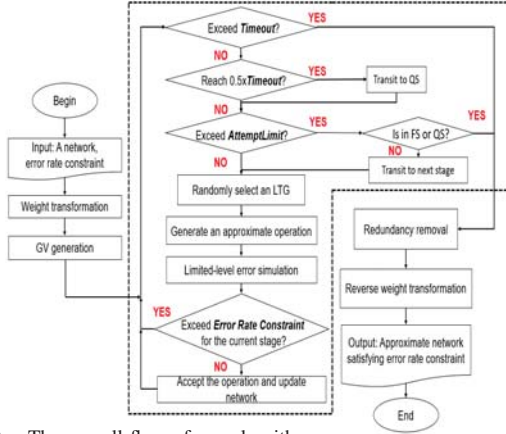 Begin
Input: A network,
error rate constraint
Weight transformation
GV generation
Exceed Timeout?
YES
NO
Reach 0.5xTimeout?
YES
Transit to QS
NO
Exceed AttemptLimit?
YES
Is in FS or QS?
YES
NO
NO
Transit to next stage
Randomly select an LTG
Generate an approximate operation
Limited-level error simulation
YES
Exceed Error Rate Constraint
for the current stage?
NO
Accept the operation and update
network
Redundancy removal
Reverse weight transformation
Output: Approximate network
satisfying error rate constraint
End